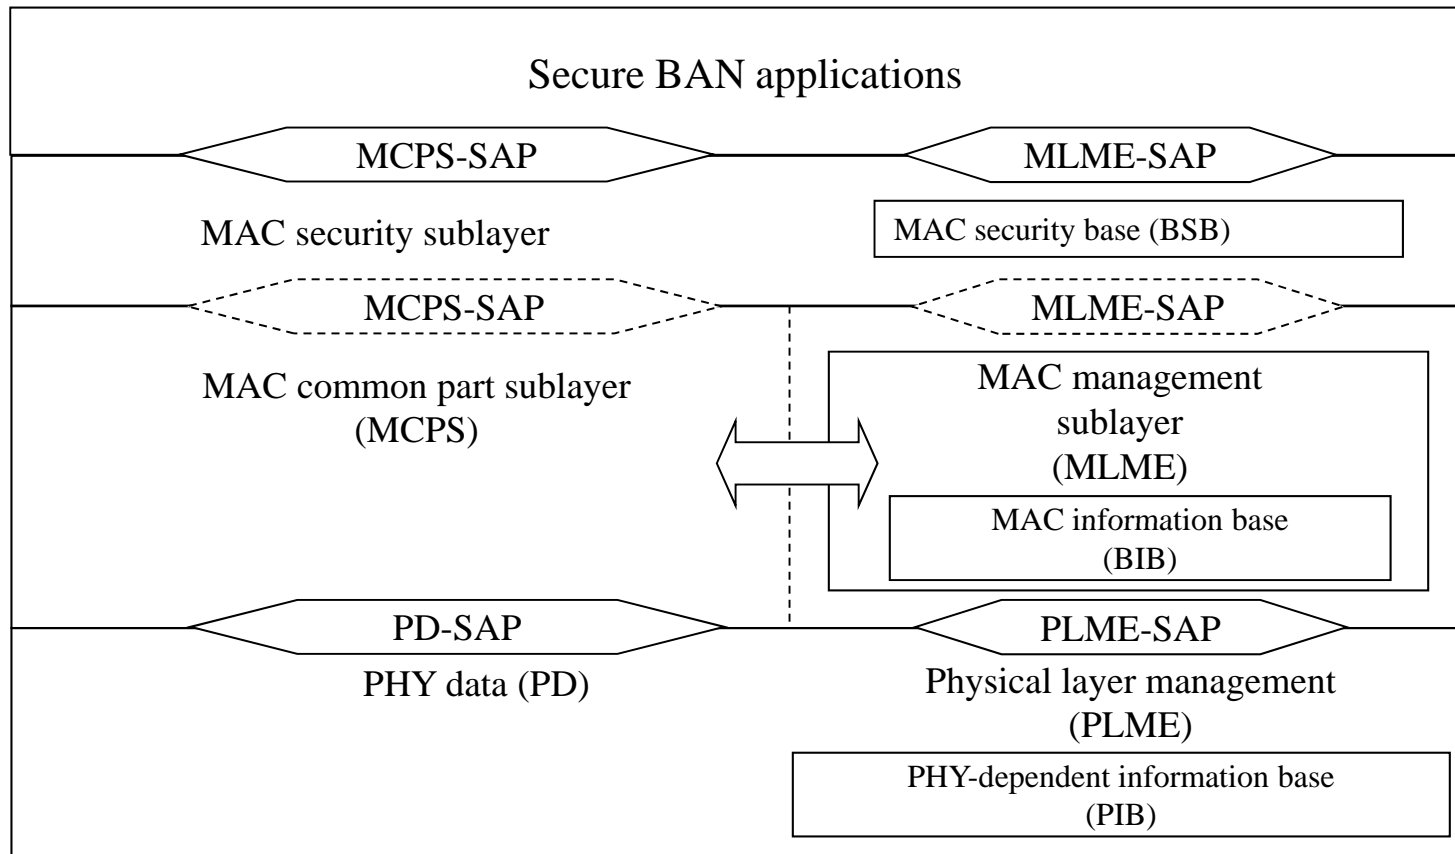 Secure BAN applications
MCPS-SAP
MLME-SAP
MAC security sublayer
MAC security base (BSB)
MCPS-SAP
MLME-SAP
MAC common part sublayer
(MCPS)
MAC management
sublayer
(MLME)
MAC information base
(BIB)
PD-SAP
PLME-SAP
PHY data (PD)
Physical layer management
(PLME)
PHY-dependent information base
(PIB)